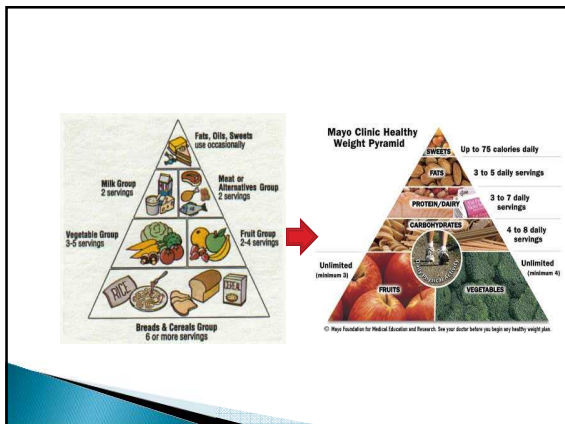 Fats, Oils, Sweets
use occasionally
Milk Group
2 servings
Meat or
Alternatives Group
2 servings
Vegetable Group
3-5 servings
Fruit Group
2-4 servings
RICE
CEREAL
Breads & Cereals Group
6 or more servings
Mayo Clinic Healthy
Weight Pyramid
SWEETS
Up to 75 calories daily
FATS
3 to 5 daily servings
PROTEIN/DAIRY
3 to 7 daily
servings
CARBOHYDRATES
4 to 8 daily
servings
Unlimited
(minimum 3)
Unlimited
(minimum 4)
FRUITS
VEGETABLES
© Mayo Foundation for Medical Education and Research. See your doctor before you begin any healthy weight plan.